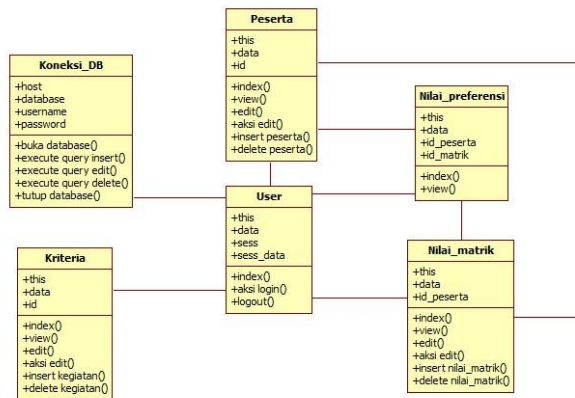 Peserta
+this
+data
+id
+index()
+view()
+edit()
+aksi edit()
+insert peserta()
+delete peserta()
Koneksi_DB
+host
+database
+username
+password
+buka database()
+execute query insert()
+execute query edit()
+execute query delete()
+tutup database()
Nilai_preferensi
+this
+data
+id_peserta
+id_matrik
+index()
+view()
User
+this
+data
+sess
+sess_data
+index()
+aksi login()
+logout()
Kriteria
+this
+data
+id
+index()
+view()
+edit()
+aksi edit()
+insert kegiatan()
+delete kegiatan()
Nilai_matrik
+this
+data
+id_peserta
+index()
+view()
+edit()
+aksi edit()
+insert nilai_matrik()
+delete nilai_matrik()